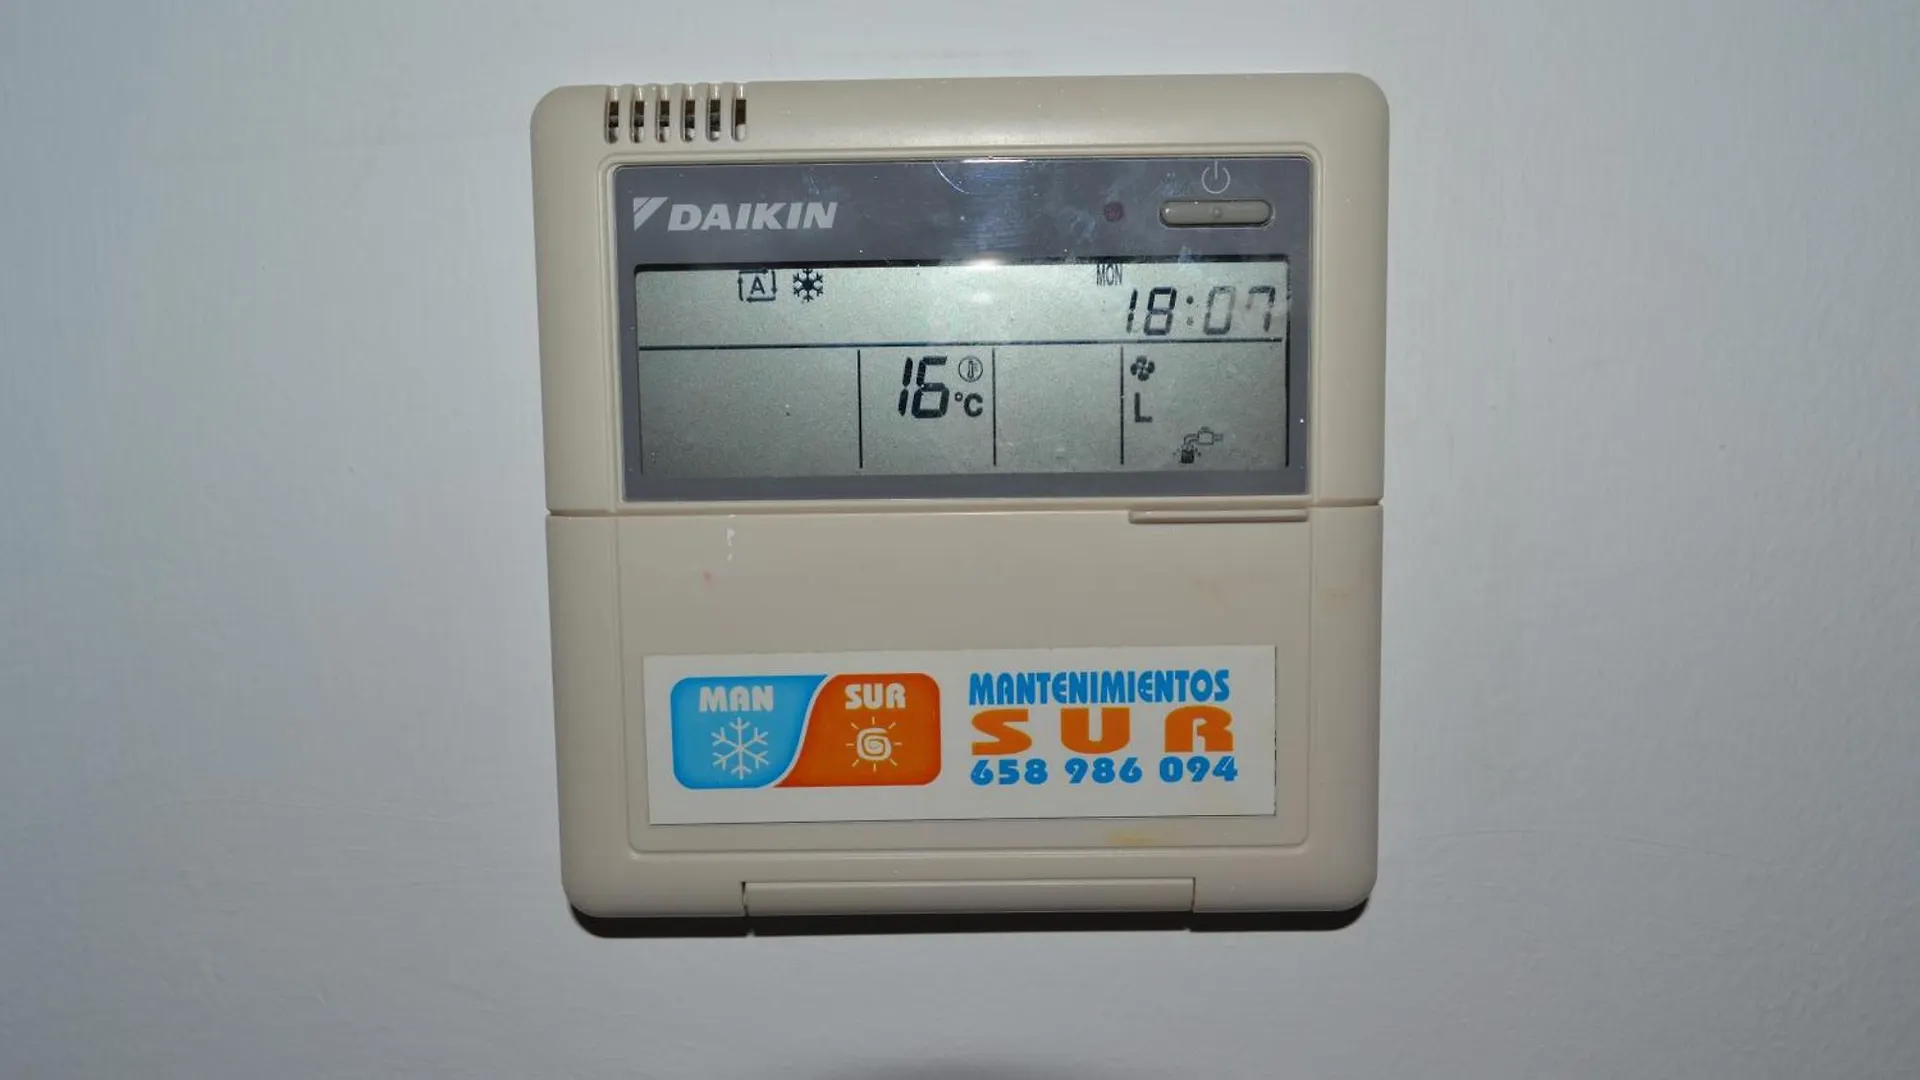 DAIKIN
A
MON
18:07
16 °C
L
MAN SUR
MANTENIMIENTOS
SUR
658 986 094